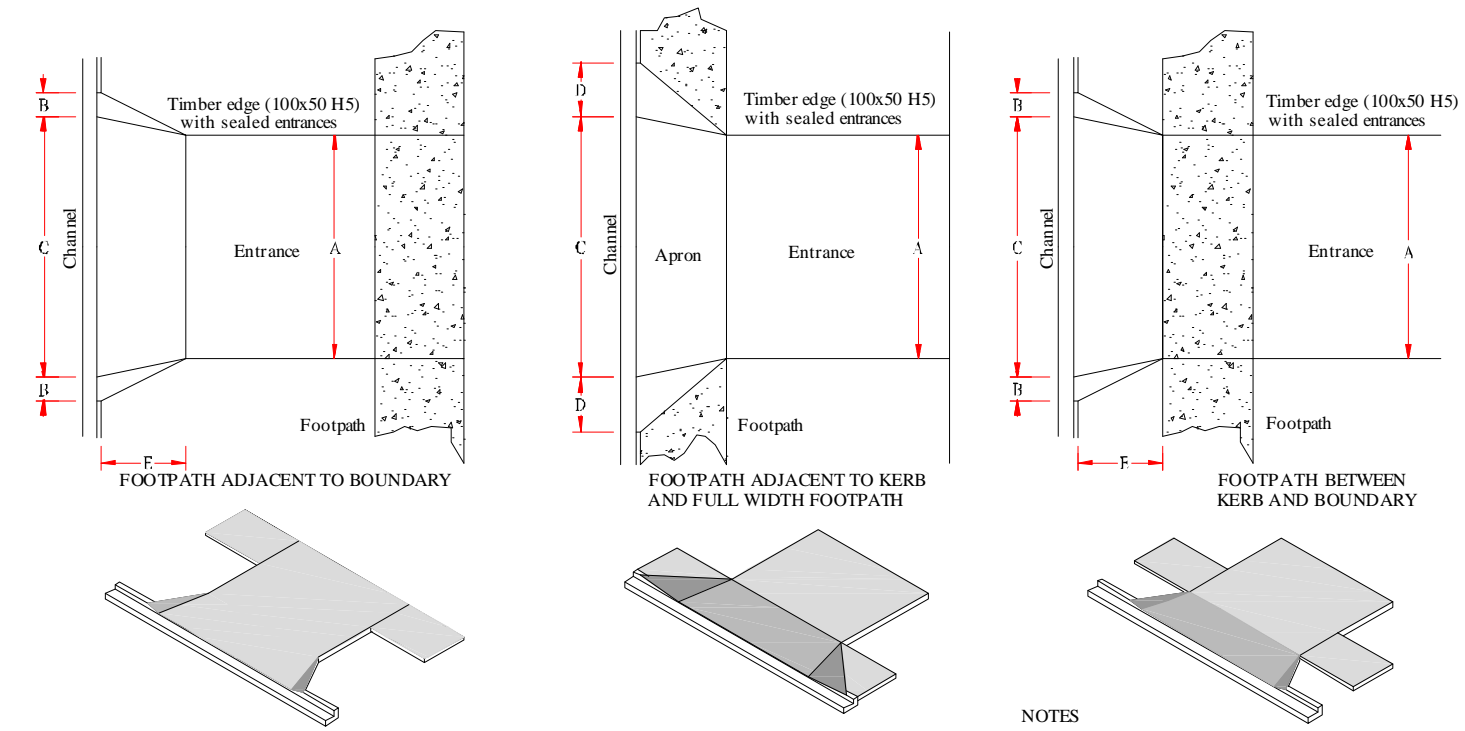 B
Timber edge (100x50 H5)
with sealed entrances
C
Channel
Entrance
A
B
Footpath
E
FOOTPATH ADJACENT TO BOUNDARY
D
Timber edge (100x50 H5)
with sealed entrances
C
Channel
Apron
Entrance
A
D
Footpath
FOOTPATH ADJACENT TO KERB
AND FULL WIDTH FOOTPATH
B
Timber edge (100x50 H5)
with sealed entrances
C
Channel
Entrance
A
B
Footpath
E
FOOTPATH BETWEEN
KERB AND BOUNDARY
NOTES